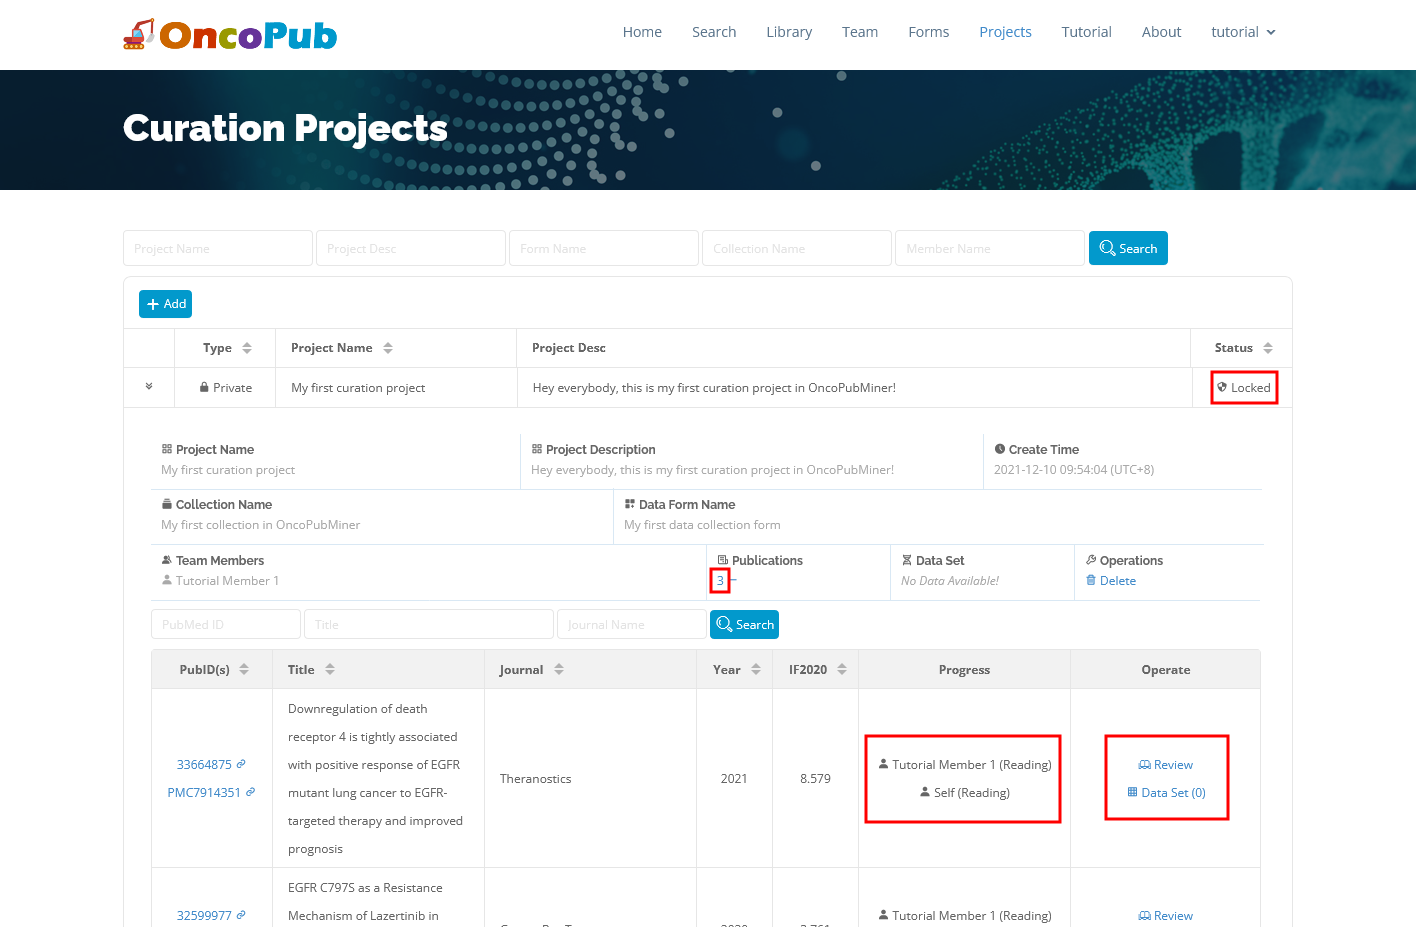 OncoPub
Home Search Library Team Forms Projects Tutorial About tutorial
Curation Projects
Project Name Project Desc Form Name Collection Name Member Name Search
Add
Type Project Name Project Desc Status
Private My first curation project Hey everybody, this is my first curation project in OncoPubMiner! Locked
Project Name Project Description Create Time
My first curation project Hey everybody, this is my first curation project in OncoPubMiner! 2021-12-10 09:54:04 (UTC+8)
Collection Name Data Form Name
My first collection in OncoPubMiner My first data collection form
Team Members Publications Data Set Operations
Tutorial Member 1 3 No Data Available! Delete
PubMed ID Title Journal Name Search
PubID(s) Title Journal Year IF2020 Progress Operate
Downregulation of death
receptor 4 is tightly associated
33664875 with positive response of EGFR Tutorial Member 1 (Reading) Review
Theranostics 2021 8.579
PMC7914351 mutant lung cancer to EGFR- Self (Reading) Data Set (0)
targeted therapy and improved
prognosis
EGFR C797S as a Resistance
32599977 Mechanism of Lazertinib in Tutorial Member 1 (Reading) Review